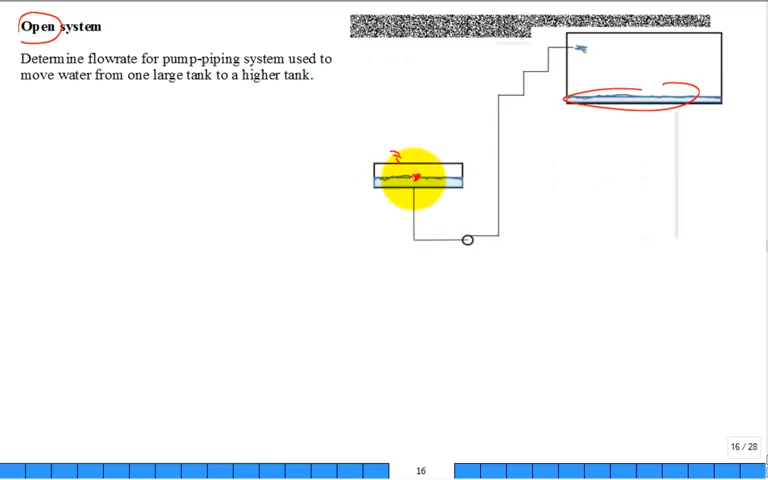 Open system
Determine flowrate for pump-piping system used to
move water from one large tank to a higher tank.
16 / 28
16